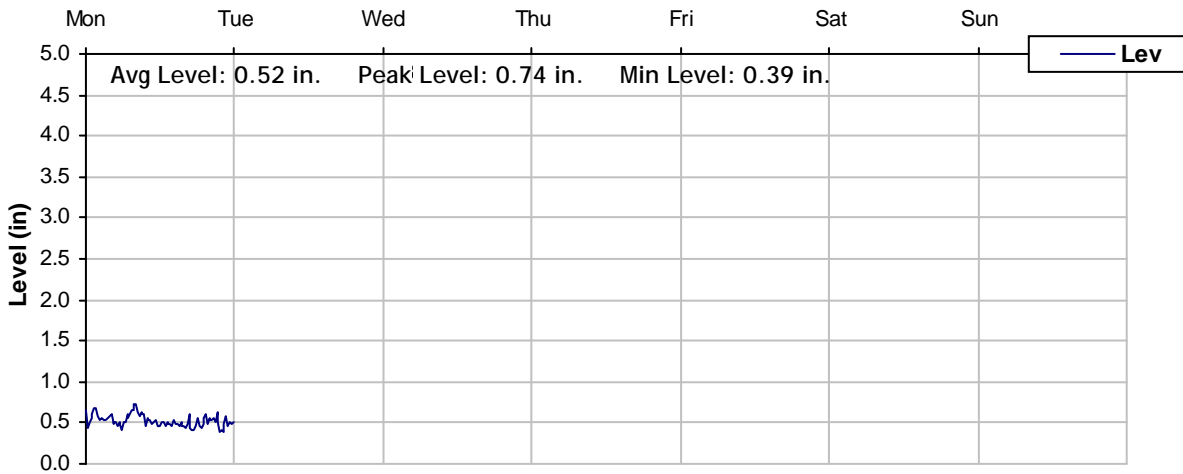 Mon Tue Wed Thu Fri Sat Sun
Lev
Avg Level: 0.52 in. Peak Level: 0.74 in. Min Level: 0.39 in.
5.0
4.5
4.0
3.5
3.0
2.5
2.0
1.5
1.0
0.5
0.0
Level (in)